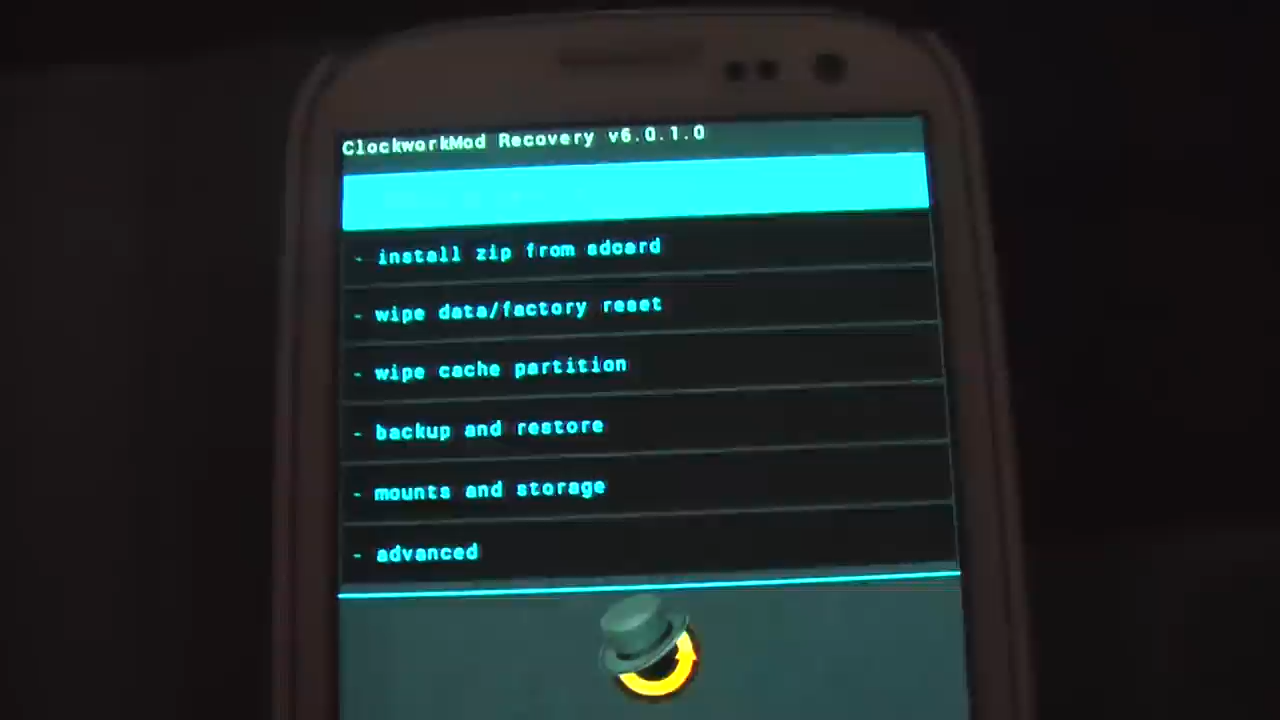 ClockworkMod Recovery v6.0.1.0
- install zip from sdcard
- wipe data/factory reset
- wipe cache partition
- backup and restore
- mounts and storage
- advanced